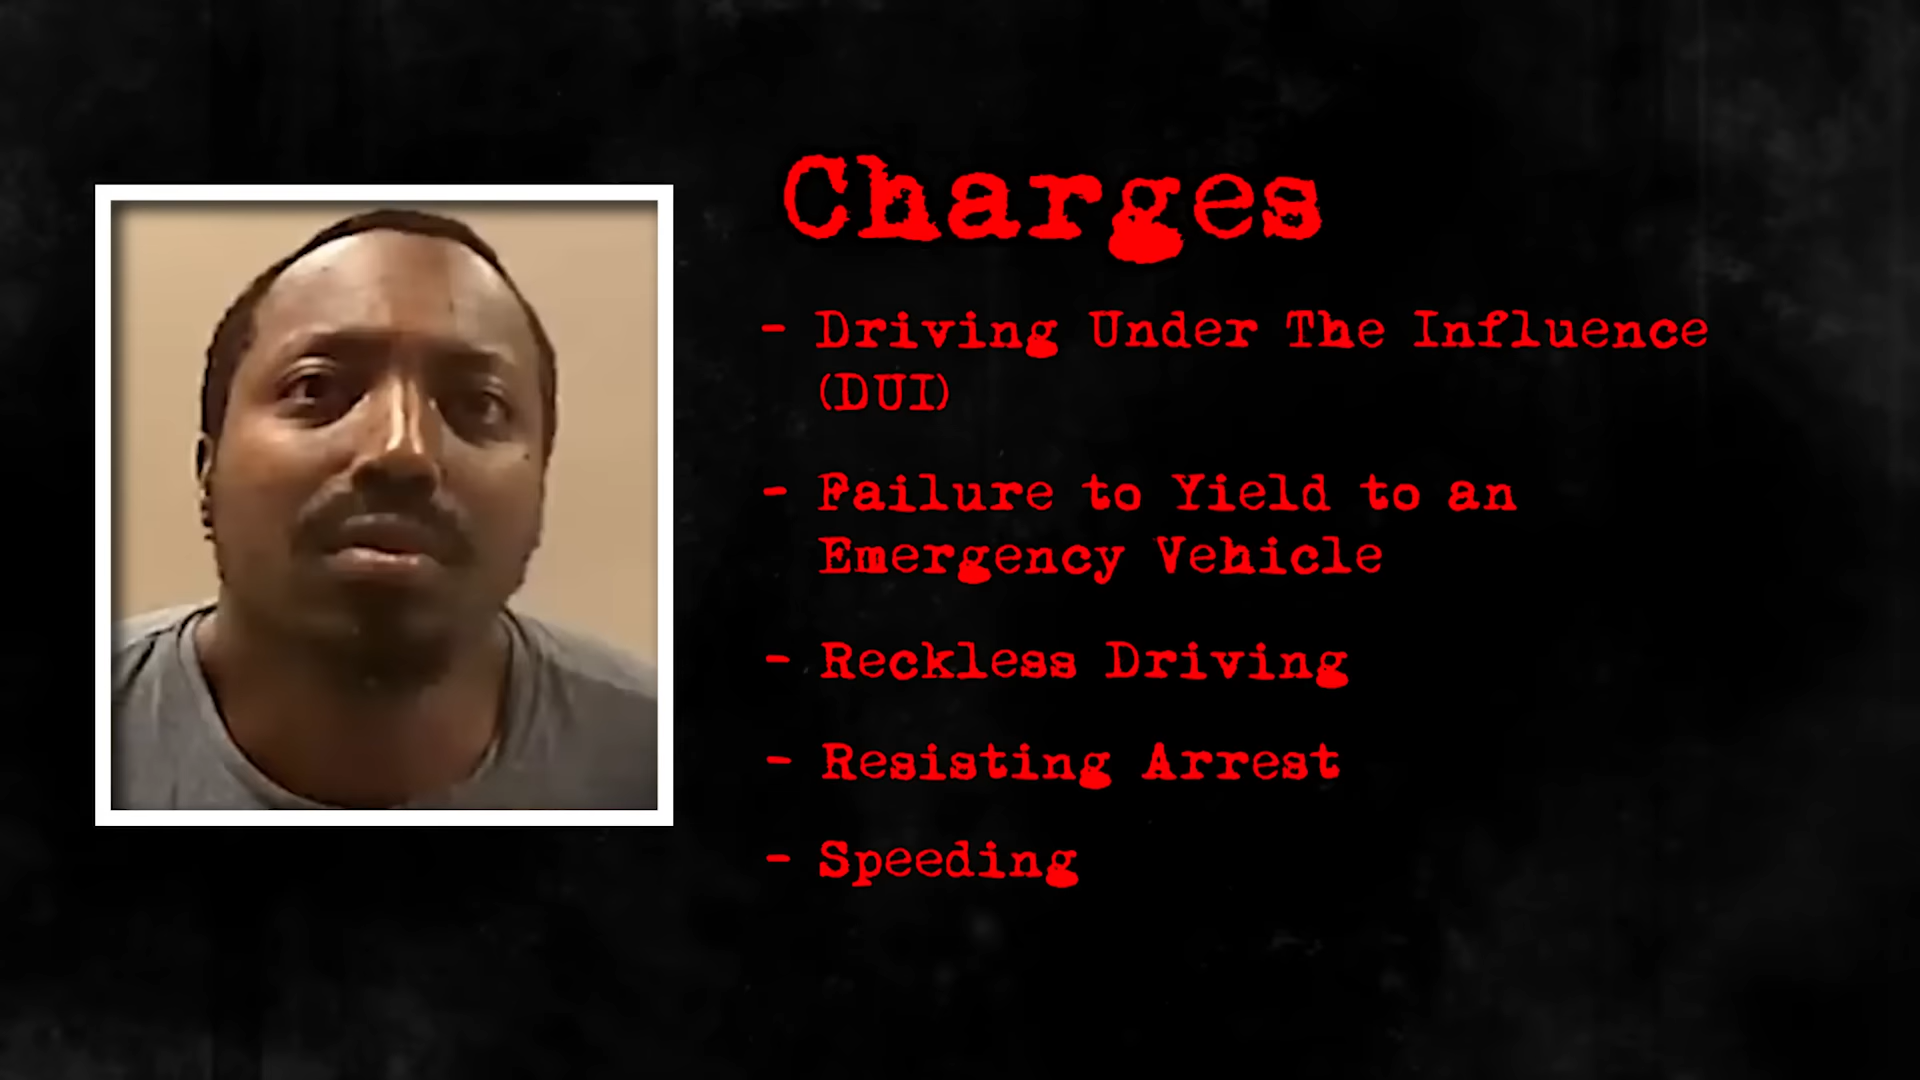 Charges
- Driving Under The Influence
(DUI)
- Failure to Yield to an
Emergency Vehicle
- Reckless Driving
- Resisting Arrest
- Speeding